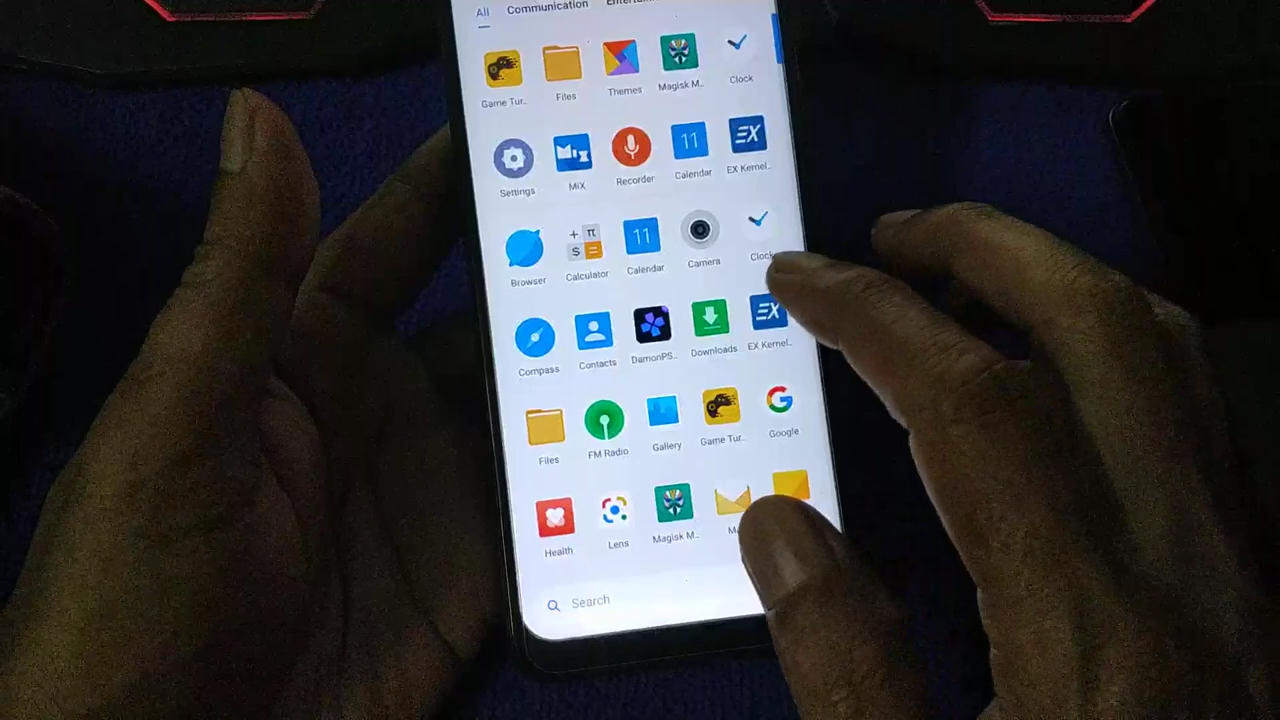 All Communication
Game Tur.. Files Themes Magisk M.. Clock
Settings MiX Recorder 11 Calendar EX Kernel..
Browser Calculator 11 Calendar Camera Clock
Compass Contacts DamonPS.. Downloads EX Kernel..
Files FM Radio Gallery Game Tur.. Google
Health Lens Magisk M..
Search